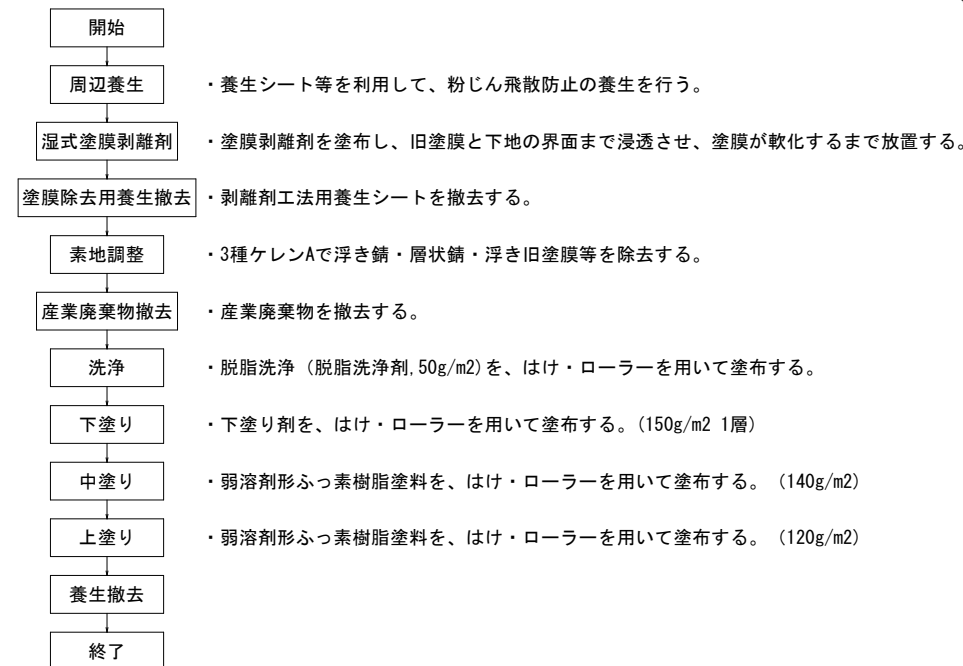 開始
周辺養生
・養生シート等を利用して、粉じん飛散防止の養生を行う。
湿式塗膜剥離剤
・塗膜剥離剤を塗布し、旧塗膜と下地の界面まで浸透させ、塗膜が軟化するまで放置する。
塗膜除去用養生撤去
・剥離剤工法用養生シートを撤去する。
素地調整
・3種ケレンAで浮き錆・層状錆・浮き旧塗膜等を除去する。
産業廃棄物撤去
・産業廃棄物を撤去する。
洗浄
・脱脂洗浄 (脱脂洗浄剤,50g/m2)を、はけ・ローラーを用いて塗布する。
下塗り
・下塗り剤を、はけ・ローラーを用いて塗布する。(150g/m2 1層)
中塗り
・弱溶剤形ふっ素樹脂塗料を、はけ・ローラーを用いて塗布する。 (140g/m2)
上塗り
・弱溶剤形ふっ素樹脂塗料を、はけ・ローラーを用いて塗布する。 (120g/m2)
養生撤去
終了